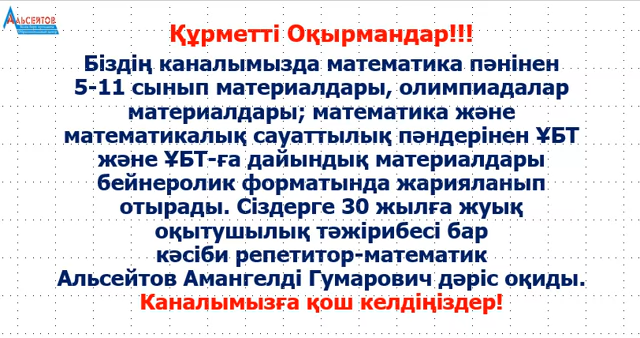 АЛЬСЕЙТОВ
Құрметті Оқырмандар!!!
Біздің каналымызда математика пәнінен
5-11 сынып материалдары, олимпиадалар
материалдары; математика және
математикалық сауаттылық пәндерінен ҰБТ
және ҰБТ-ға дайындық материалдары
бейнеролик форматында жарияланып
отырады. Сіздерге 30 жылға жуық
оқытушылық тәжірибесі бар
кәсіби репетитор-математик
Альсейтов Амангелді Гумарович дәріс оқиды.
Каналымызға қош келдіңіздер!